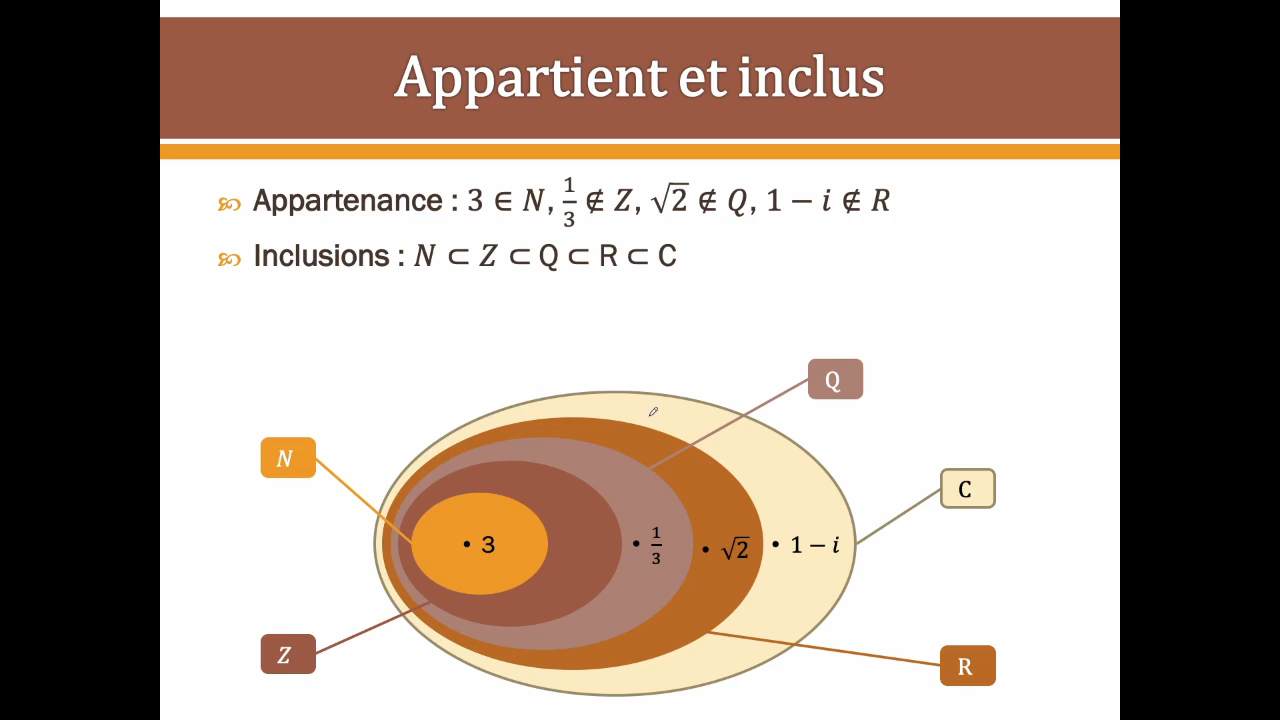 Appartient et inclus
Appartenance : 3 ∈ N, 1/3 ∉ Z, √2 ∉ Q, 1 − i ∉ R
Inclusions : N ⊂ Z ⊂ Q ⊂ R ⊂ C
Q
N
C
• 3
• 1/3
• √2
• 1 − i
Z
R